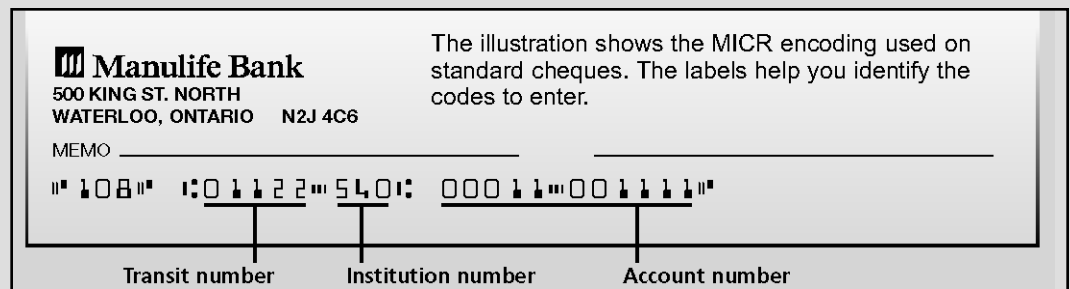 Manulife Bank
500 KING ST. NORTH
WATERLOO, ONTARIO N2J 4C6
The illustration shows the MICR encoding used on
standard cheques. The labels help you identify the
codes to enter.
MEMO
⑈108⑈ ⑆01122⑉540⑆ 00011⑉001111⑈
Transit number Institution number Account number